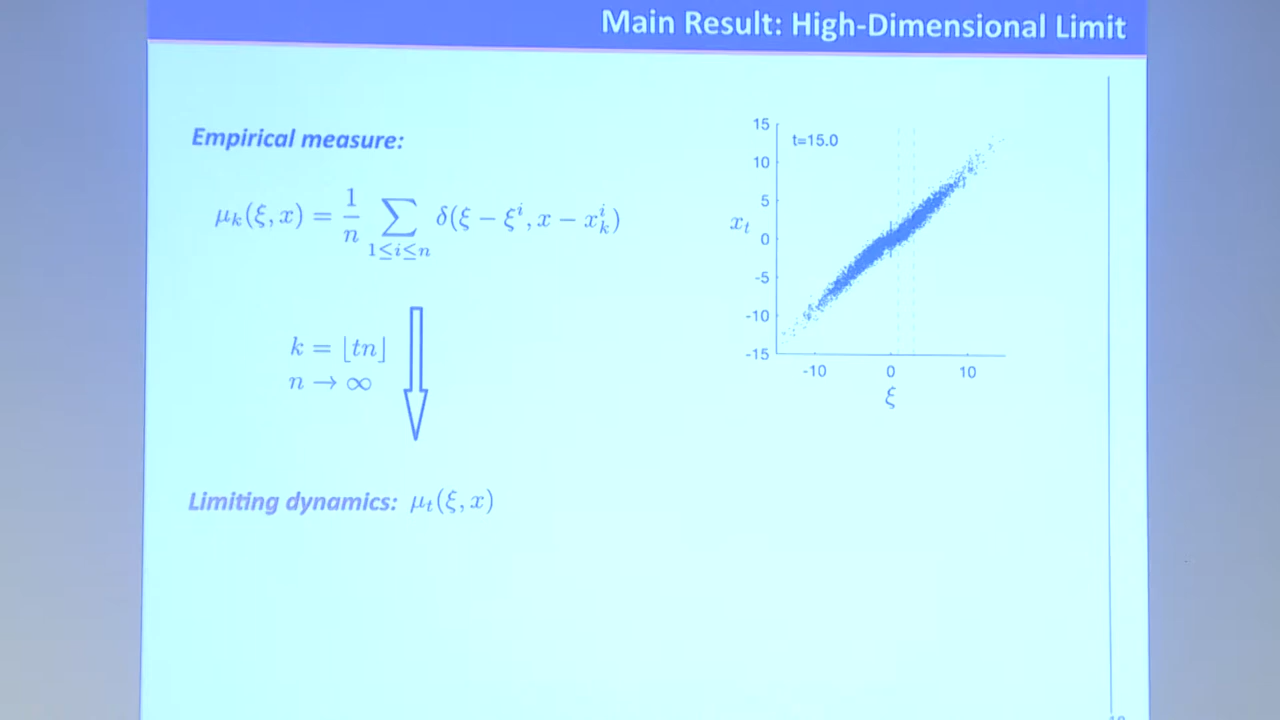 Main Result: High-Dimensional Limit
Empirical measure:
μ_k(ξ, x) = 1/n ∑_{1≤i≤n} δ(ξ − ξ^i, x − x_k^i)
k = ⌊tn⌋
n → ∞
Limiting dynamics: μ_t(ξ, x)
t=15.0
x_t
15
10
5
0
-5
-10
-15
-10 0 10
ξ